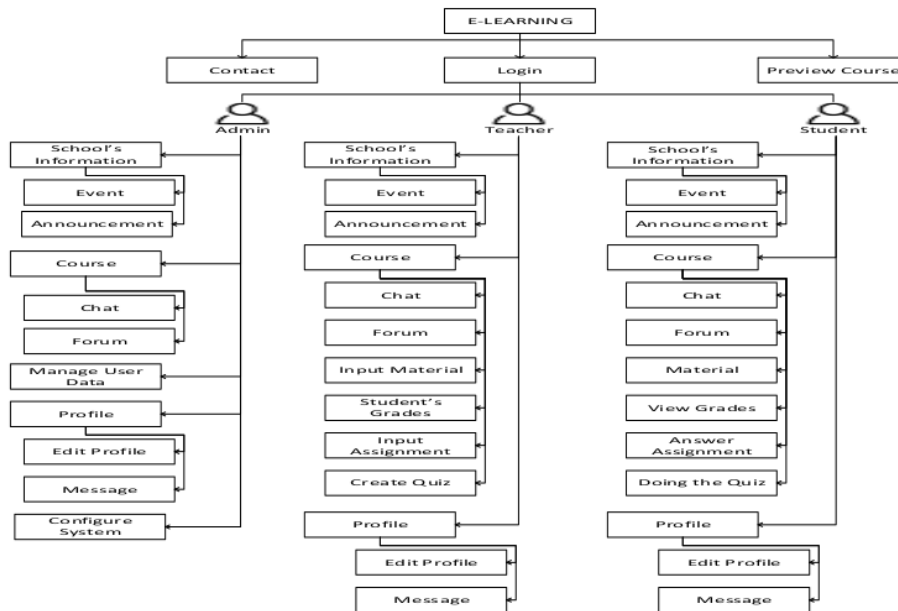 E-LEARNING
Contact
Login
Preview Course
Admin
Teacher
Student
School's
Information
Event
Announcement
Course
Chat
Forum
Manage User
Data
Profile
Edit Profile
Message
Configure
System
School's
Information
Event
Announcement
Course
Chat
Forum
Input Material
Student's
Grades
Input
Assignment
Create Quiz
Profile
Edit Profile
Message
School's
Information
Event
Announcement
Course
Chat
Forum
Material
View Grades
Answer
Assignment
Doing the Quiz
Profile
Edit Profile
Message